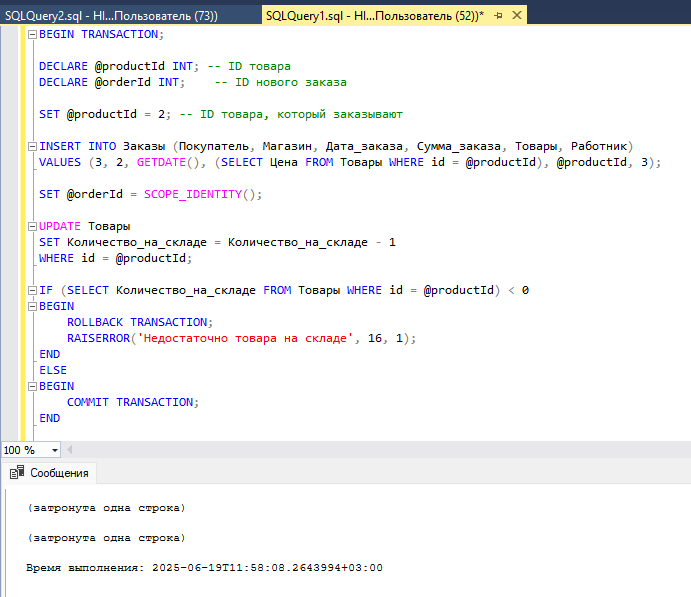 SQLQuery2.sql - HI...Пользователь (73))
SQLQuery1.sql - HI...Пользователь (52))*
BEGIN TRANSACTION;
DECLARE @productId INT; -- ID товара
DECLARE @orderId INT;    -- ID нового заказа
SET @productId = 2; -- ID товара, который заказывают
INSERT INTO Заказы (Покупатель, Магазин, Дата_заказа, Сумма_заказа, Товары, Работник)
VALUES (3, 2, GETDATE(), (SELECT Цена FROM Товары WHERE id = @productId), @productId, 3);
SET @orderId = SCOPE_IDENTITY();
UPDATE Товары
SET Количество_на_складе = Количество_на_складе - 1
WHERE id = @productId;
IF (SELECT Количество_на_складе FROM Товары WHERE id = @productId) < 0
BEGIN
    ROLLBACK TRANSACTION;
    RAISERROR('Недостаточно товара на складе', 16, 1);
END
ELSE
BEGIN
    COMMIT TRANSACTION;
END
100 %
Сообщения
(затронута одна строка)
(затронута одна строка)
Время выполнения: 2025-06-19T11:58:08.2643994+03:00